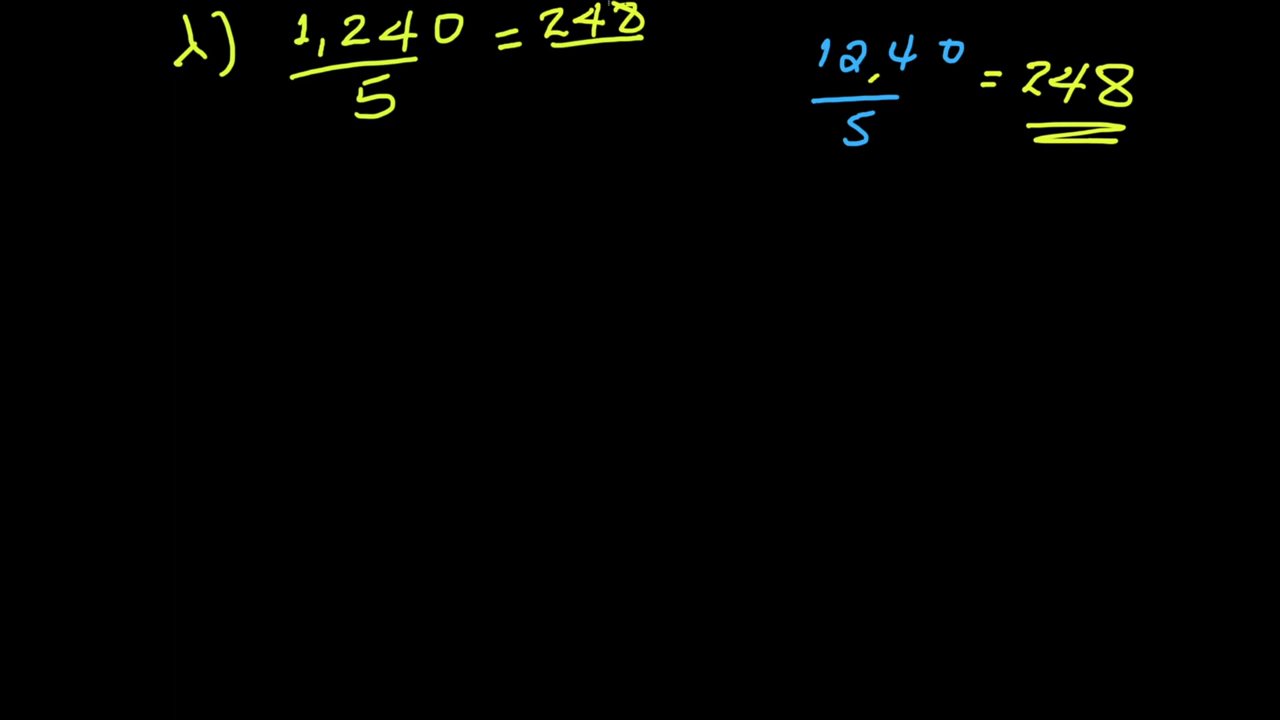 λ) 1,240/5 = 248
12,40/5 = 248